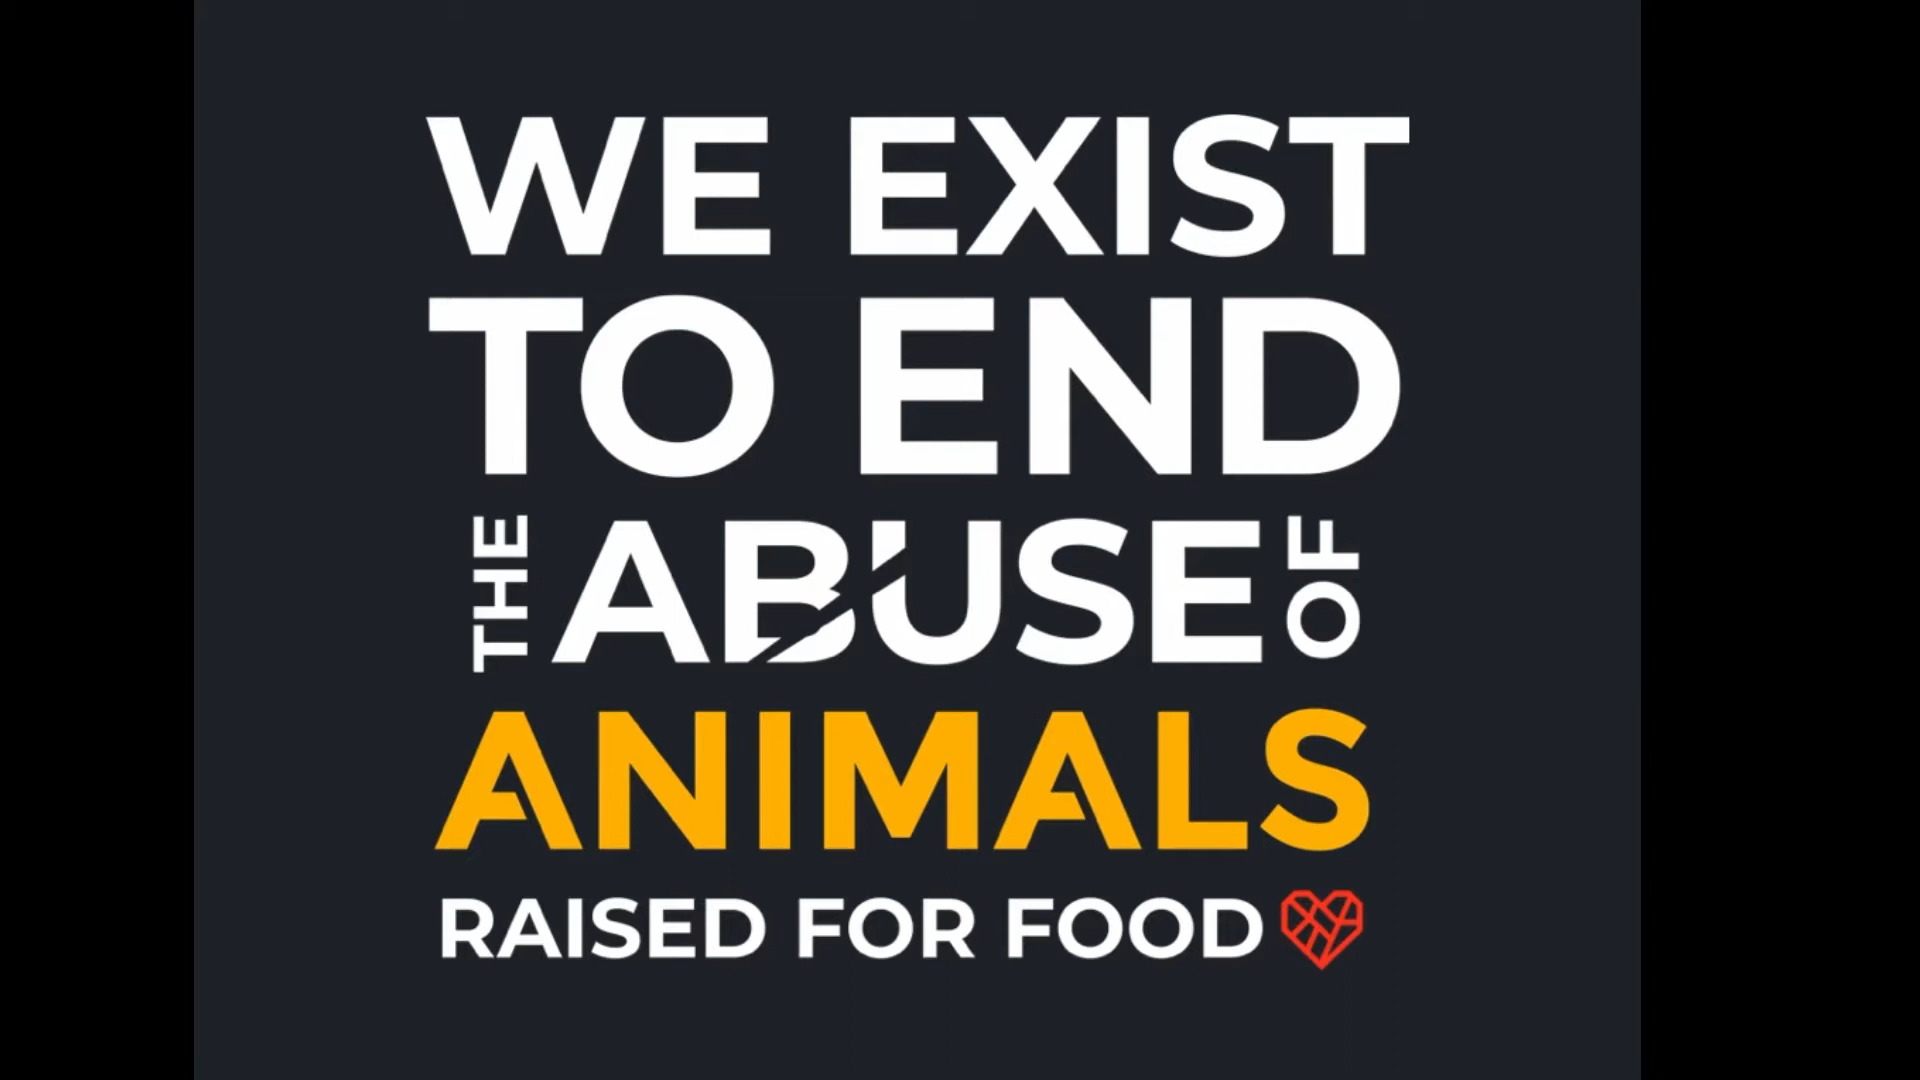 WE EXIST
TO END
THE ABUSE OF
ANIMALS
RAISED FOR FOOD